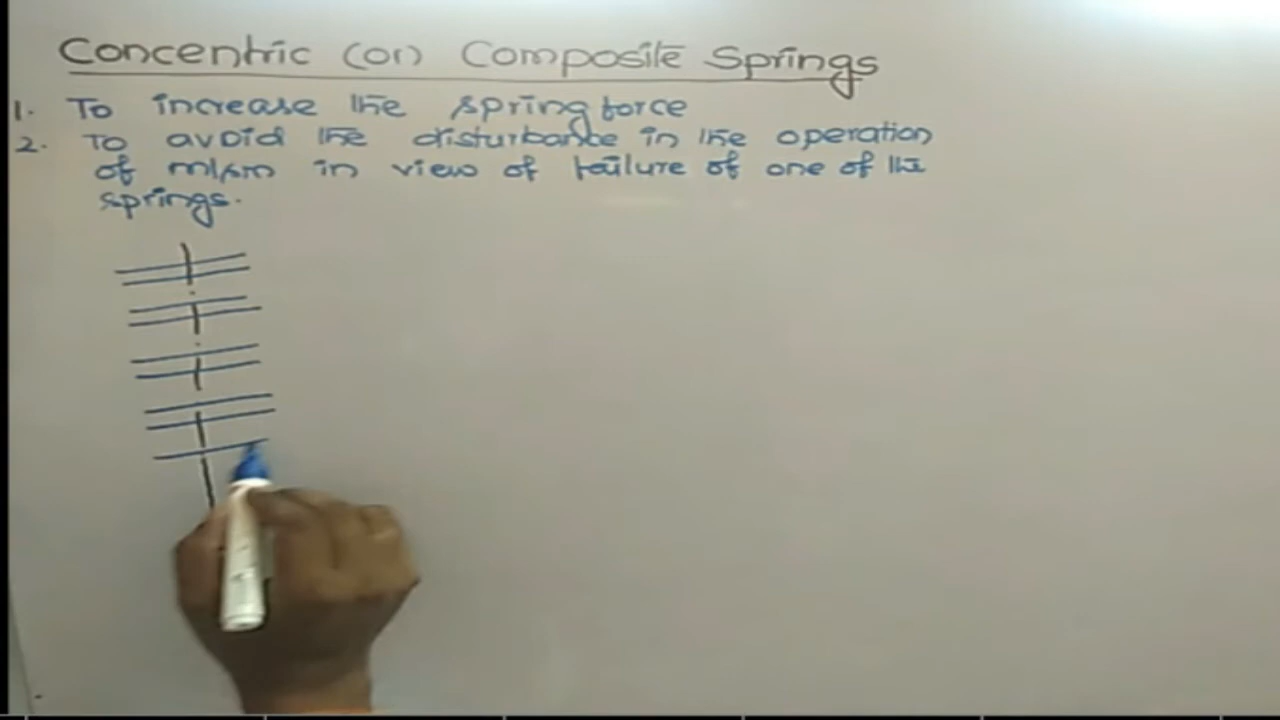 Concentric (or) Composite Springs
1. To increase the spring force
2. To avoid the disturbance in the operation
of m/sm in view of failure of one of the
springs.